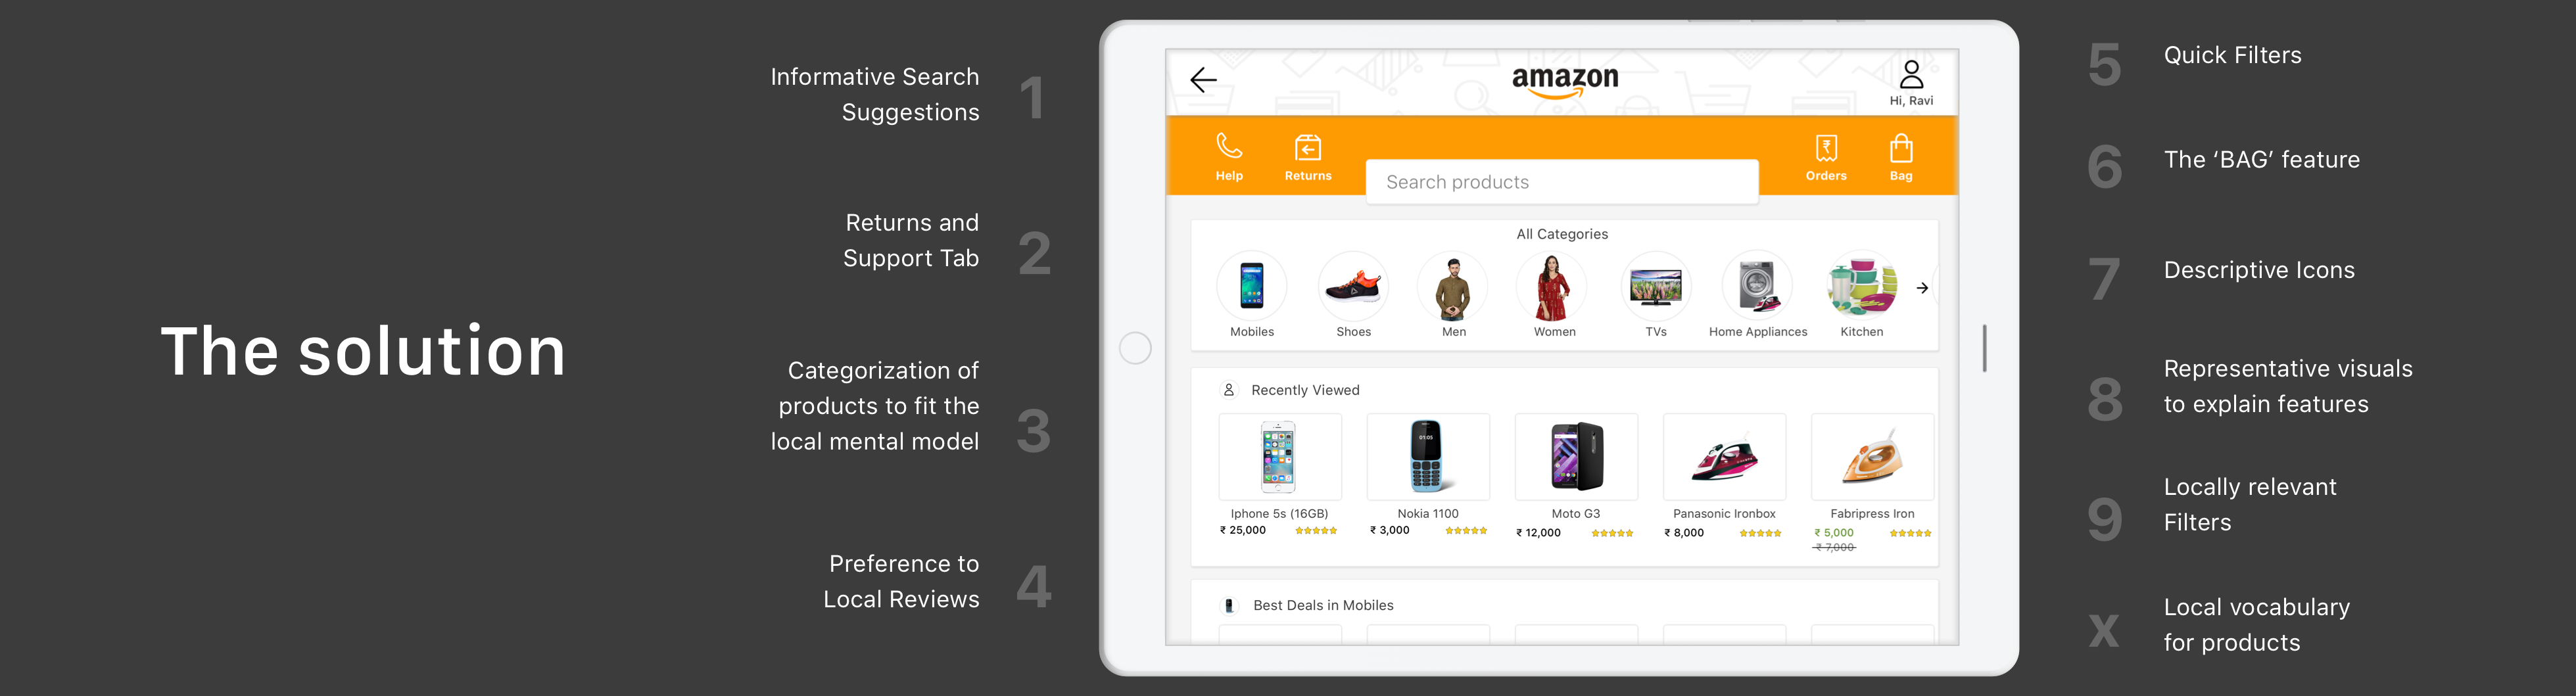 The solution
Informative Search
Suggestions
1
Returns and
Support Tab
2
Categorization of
products to fit the
local mental model
3
Preference to
Local Reviews
4
amazon
Hi, Ravi
Help
Returns
Search products
Orders
Bag
All Categories
Mobiles
Shoes
Men
Women
TVs
Home Appliances
Kitchen
Recently Viewed
01:05
Iphone 5s (16GB)
₹ 25,000
Nokia 1100
₹ 3,000
Moto G3
₹ 12,000
Panasonic Ironbox
₹ 8,000
Fabripress Iron
₹ 5,000
₹ 7,000
Best Deals in Mobiles
5
Quick Filters
6
The ‘BAG’ feature
7
Descriptive Icons
8
Representative visuals
to explain features
9
Locally relevant
Filters
x
Local vocabulary
for products